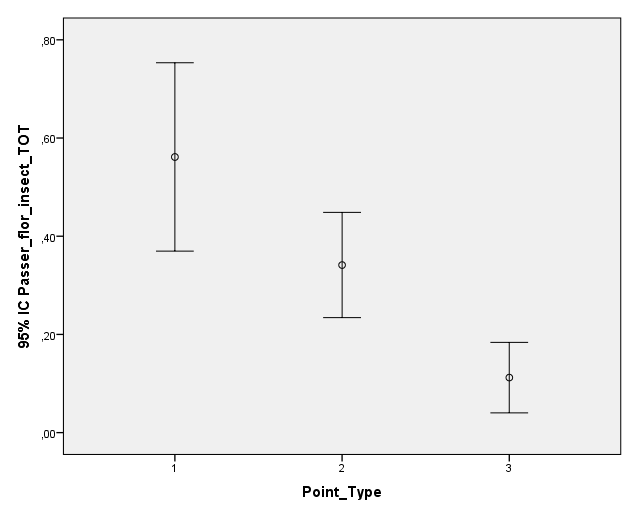 ,80
,60
,40
,20
,00
95% IC Passer_flor_insect_TOT
1 2 3
Point_Type